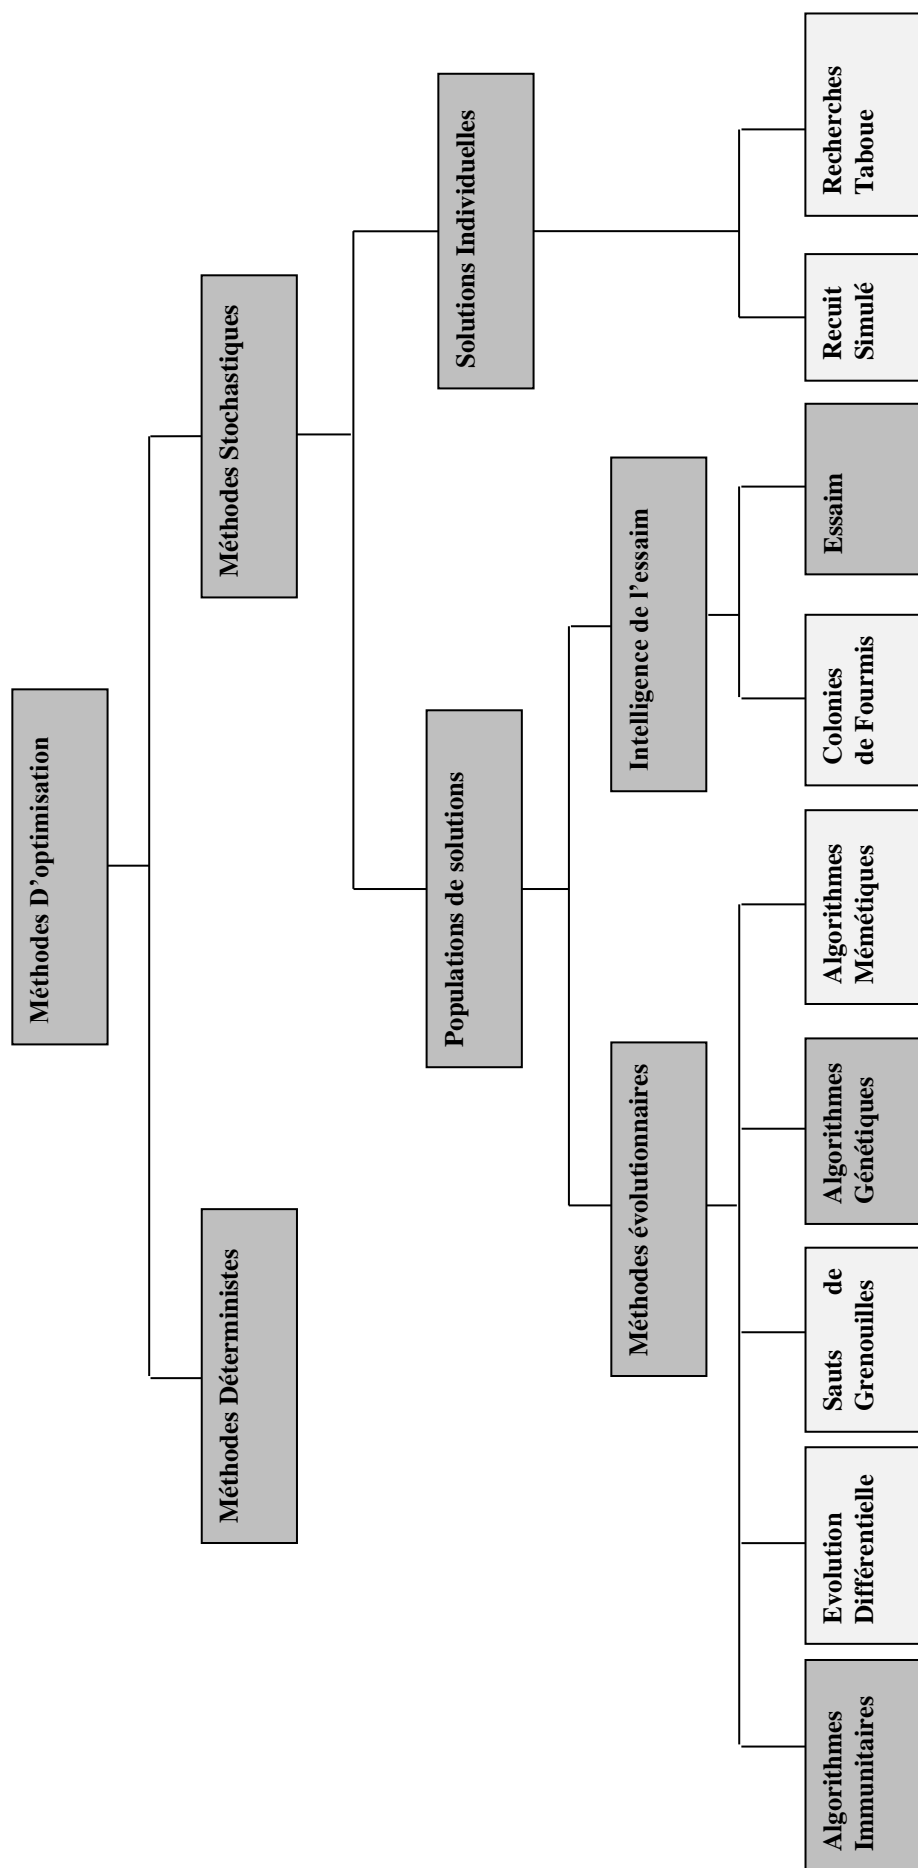 Méthodes D'optimisation
Méthodes Déterministes
Méthodes Stochastiques
Populations de solutions
Solutions Individuelles
Méthodes évolutionnaires
Intelligence de l'essaim
Algorithmes
Immunitaires
Evolution
Différentielle
Sauts de
Grenouilles
Algorithmes
Génétiques
Algorithmes
Mémétiques
Colonies
de Fourmis
Essaim
Recuit
Simulé
Recherches
Taboue